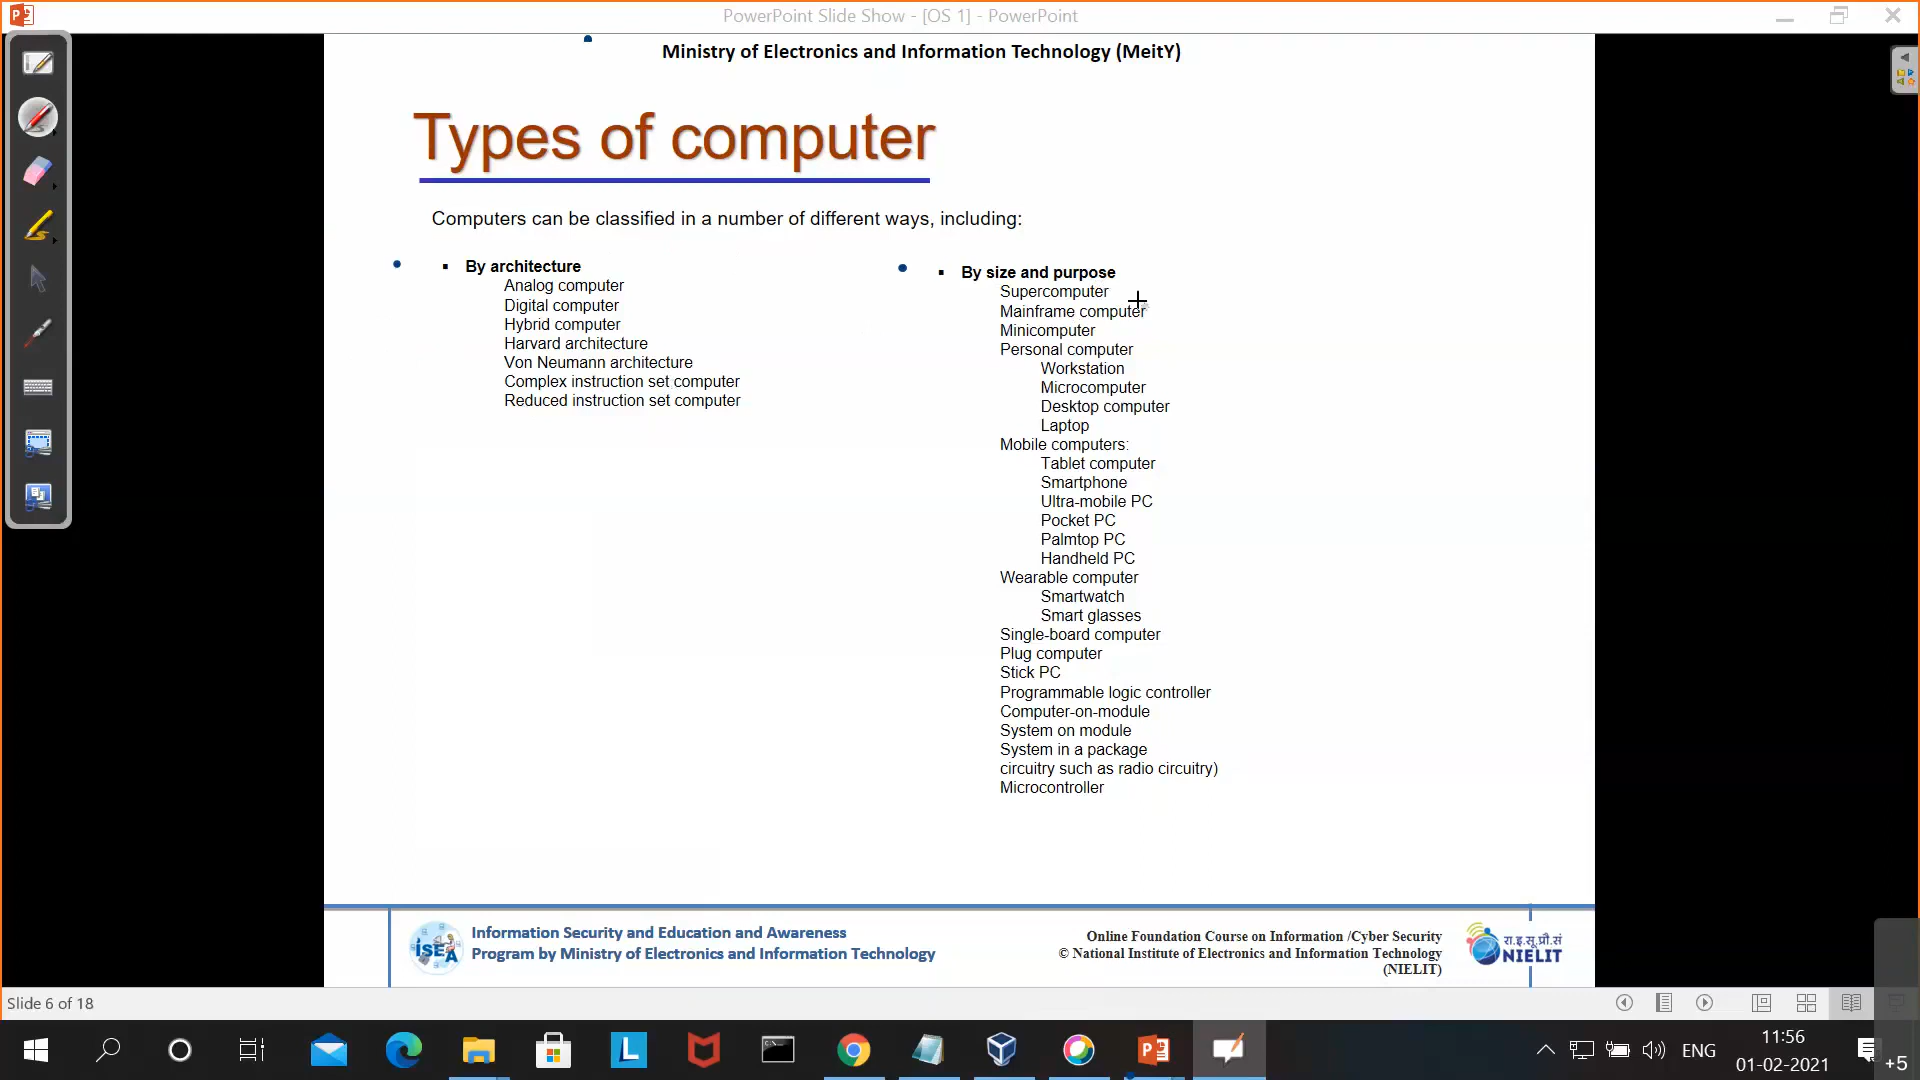 PowerPoint Slide Show - [OS 1] - PowerPoint
Ministry of Electronics and Information Technology (MeitY)
Types of computer
Computers can be classified in a number of different ways, including:
By architecture
Analog computer
Digital computer
Hybrid computer
Harvard architecture
Von Neumann architecture
Complex instruction set computer
Reduced instruction set computer
By size and purpose
Supercomputer
Mainframe computer
Minicomputer
Personal computer
Workstation
Microcomputer
Desktop computer
Laptop
Mobile computers:
Tablet computer
Smartphone
Ultra-mobile PC
Pocket PC
Palmtop PC
Handheld PC
Wearable computer
Smartwatch
Smart glasses
Single-board computer
Plug computer
Stick PC
Programmable logic controller
Computer-on-module
System on module
System in a package
circuitry such as radio circuitry)
Microcontroller
ISEA
Information Security and Education and Awareness
Program by Ministry of Electronics and Information Technology
Online Foundation Course on Information /Cyber Security
© National Institute of Electronics and Information Technology
(NIELIT)
रा.इ.सू.प्रौ.सं
NIELIT
Slide 6 of 18
ENG
11:56
01-02-2021
+5